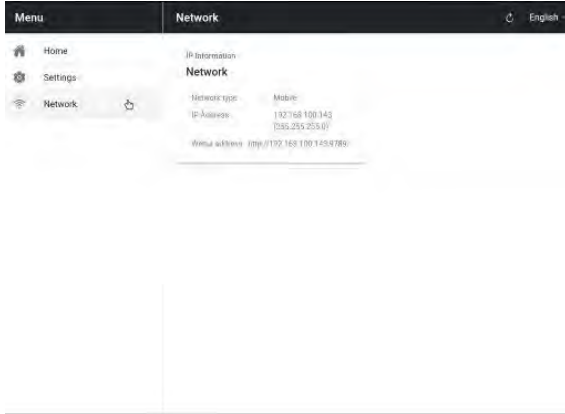 Menu
Network
English
Home
Settings
Network
IP Information
Network
Network type Mobile
IP Address 192.168.100.143
(255.255.255.0)
Webui address http://192.168.100.143:9789/